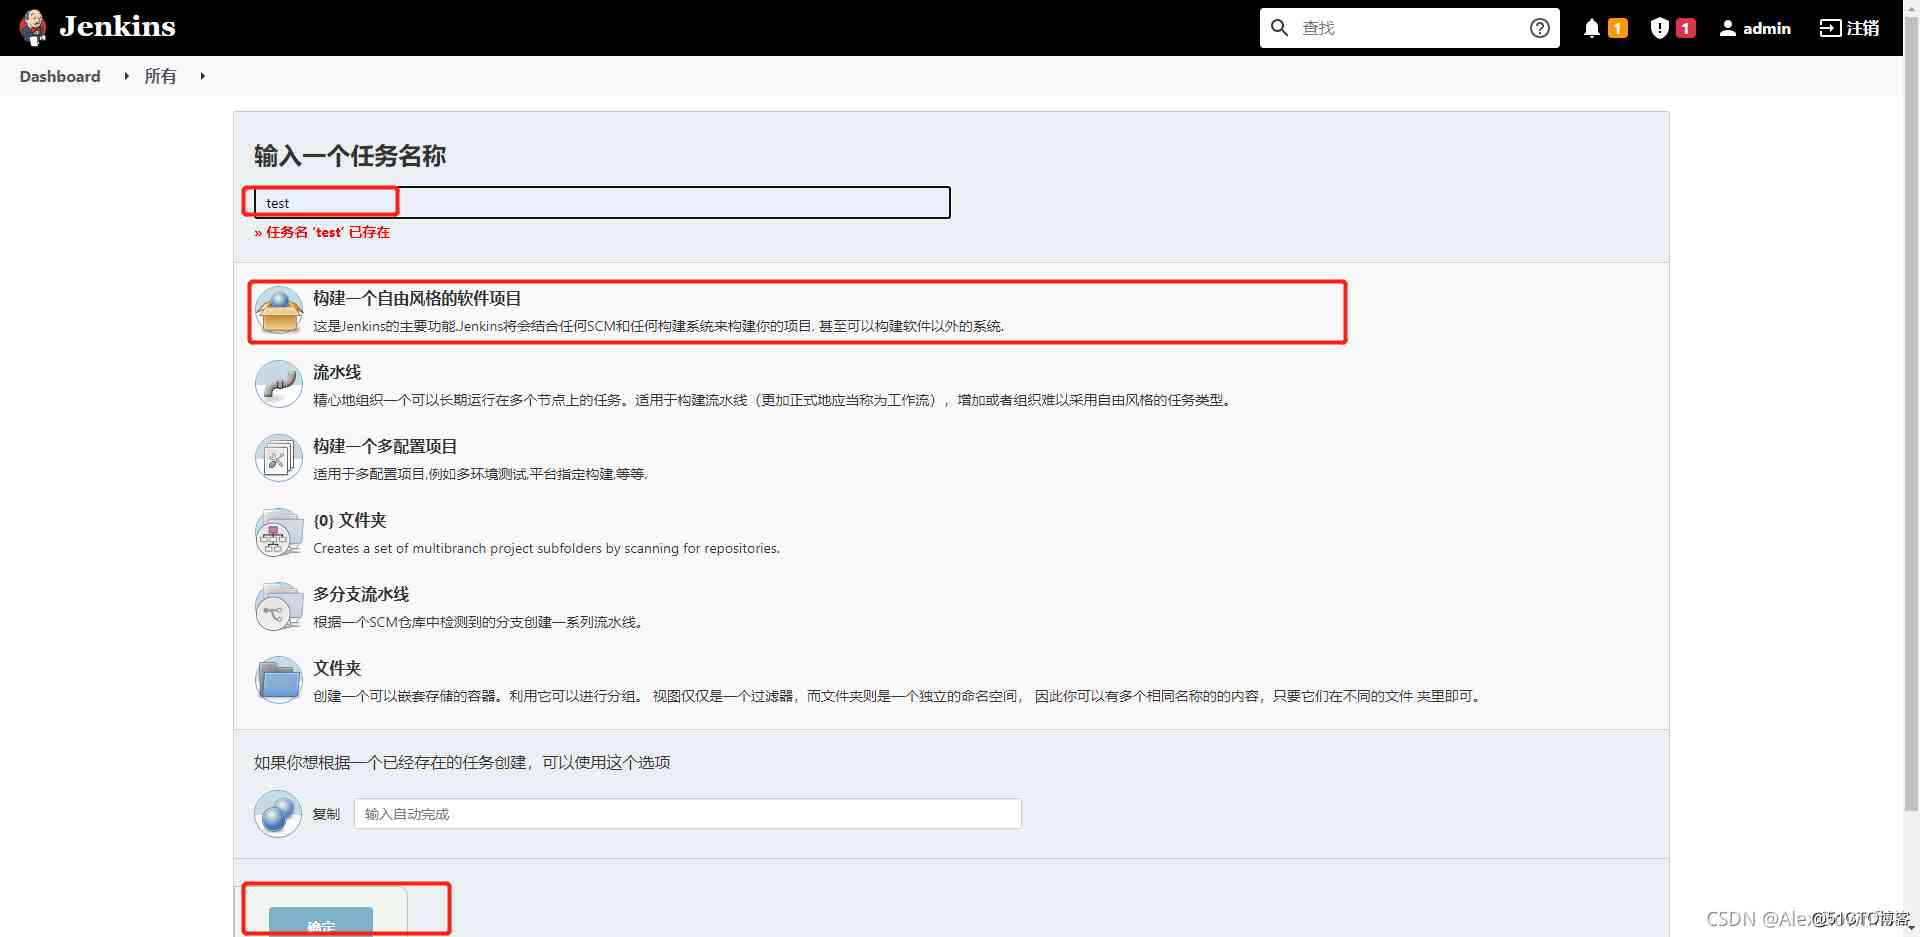 Jenkins
查找
1
1
admin
注销
Dashboard
所有
输入一个任务名称
test
» 任务名 ‘test’ 已存在
构建一个自由风格的软件项目
这是Jenkins的主要功能.Jenkins将会结合任何SCM和任何构建系统来构建你的项目, 甚至可以构建软件以外的系统.
流水线
精心地组织一个可以长期运行在多个节点上的任务。适用于构建流水线（更加正式地应当称为工作流），增加或者组织难以采用自由风格的任务类型。
构建一个多配置项目
适用于多配置项目,例如多环境测试,平台指定构建,等等.
{0} 文件夹
Creates a set of multibranch project subfolders by scanning for repositories.
多分支流水线
根据一个SCM仓库中检测到的分支创建一系列流水线。
文件夹
创建一个可以嵌套存储的容器。利用它可以进行分组。 视图仅仅是一个过滤器，而文件夹则是一个独立的命名空间， 因此你可以有多个相同名称的的内容，只要它们在不同的文件 夹里即可。
如果你想根据一个已经存在的任务创建，可以使用这个选项
复制
输入自动完成
确定
CSDN @Alex
@51CTO博客